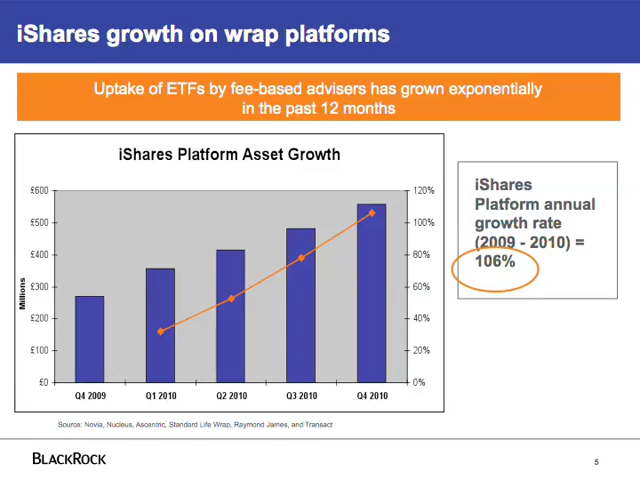 iShares growth on wrap platforms
Uptake of ETFs by fee-based advisers has grown exponentially
in the past 12 months
iShares Platform Asset Growth
£600
£500
£400
£300
£200
£100
£0
Millions
120%
100%
80%
60%
40%
20%
0%
Q4 2009
Q1 2010
Q2 2010
Q3 2010
Q4 2010
iShares
Platform annual
growth rate
(2009 - 2010) =
106%
Source: Novia, Nucleus, Ascentric, Standard Life Wrap, Raymond James, and Transact
BLACKROCK
5